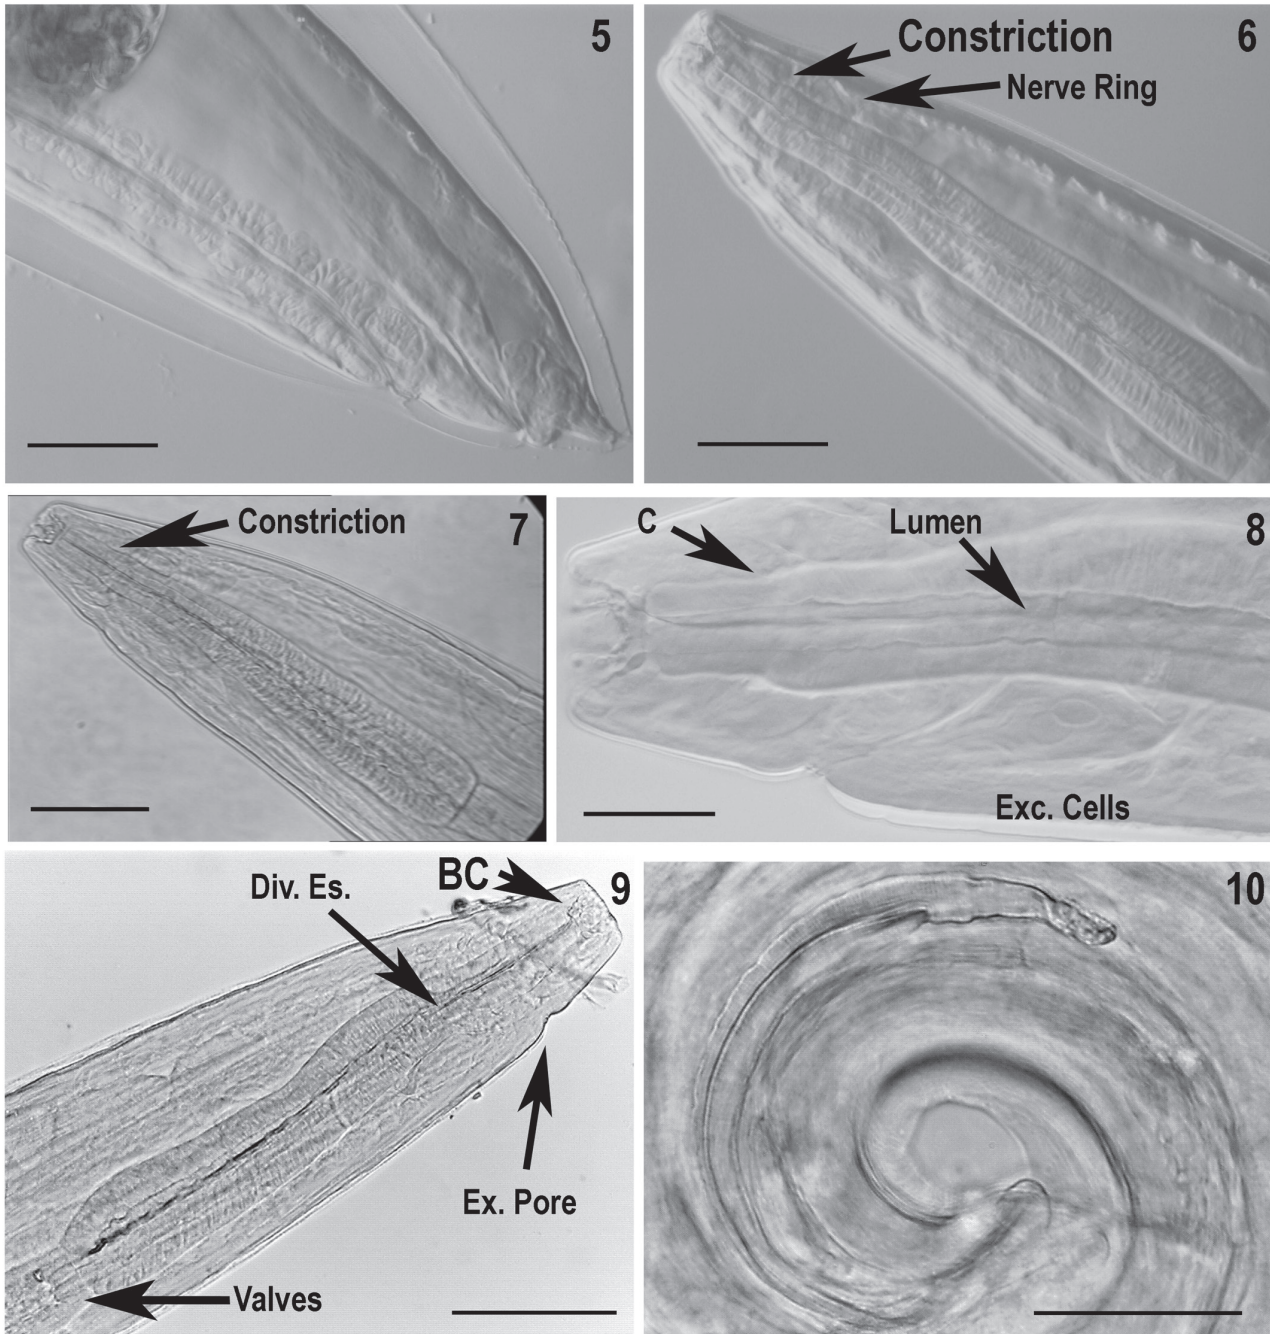 5
Constriction
6
Nerve Ring
Constriction
7
C
Lumen
8
Exc. Cells
Div. Es.
BC
9
Ex. Pore
Valves
10